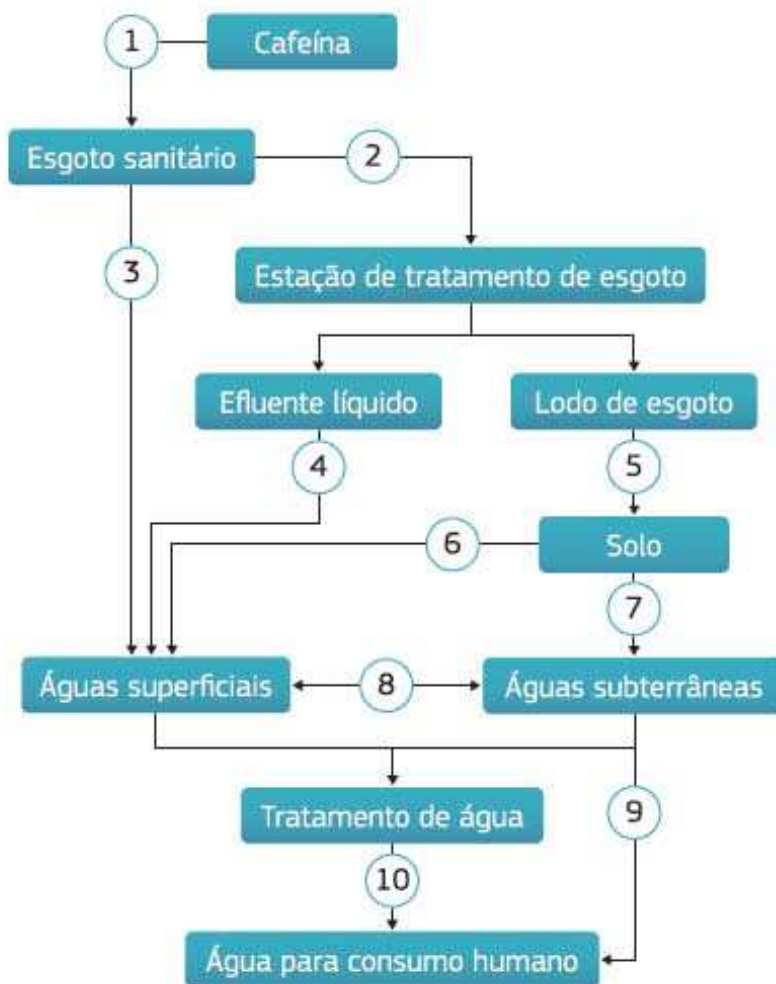 1
Cafeína
Esgoto sanitário
2
3
Estação de tratamento de esgoto
Efluente líquido
Lodo de esgoto
4
5
6
Solo
7
Águas superficiais
8
Águas subterrâneas
Tratamento de água
9
10
Água para consumo humano